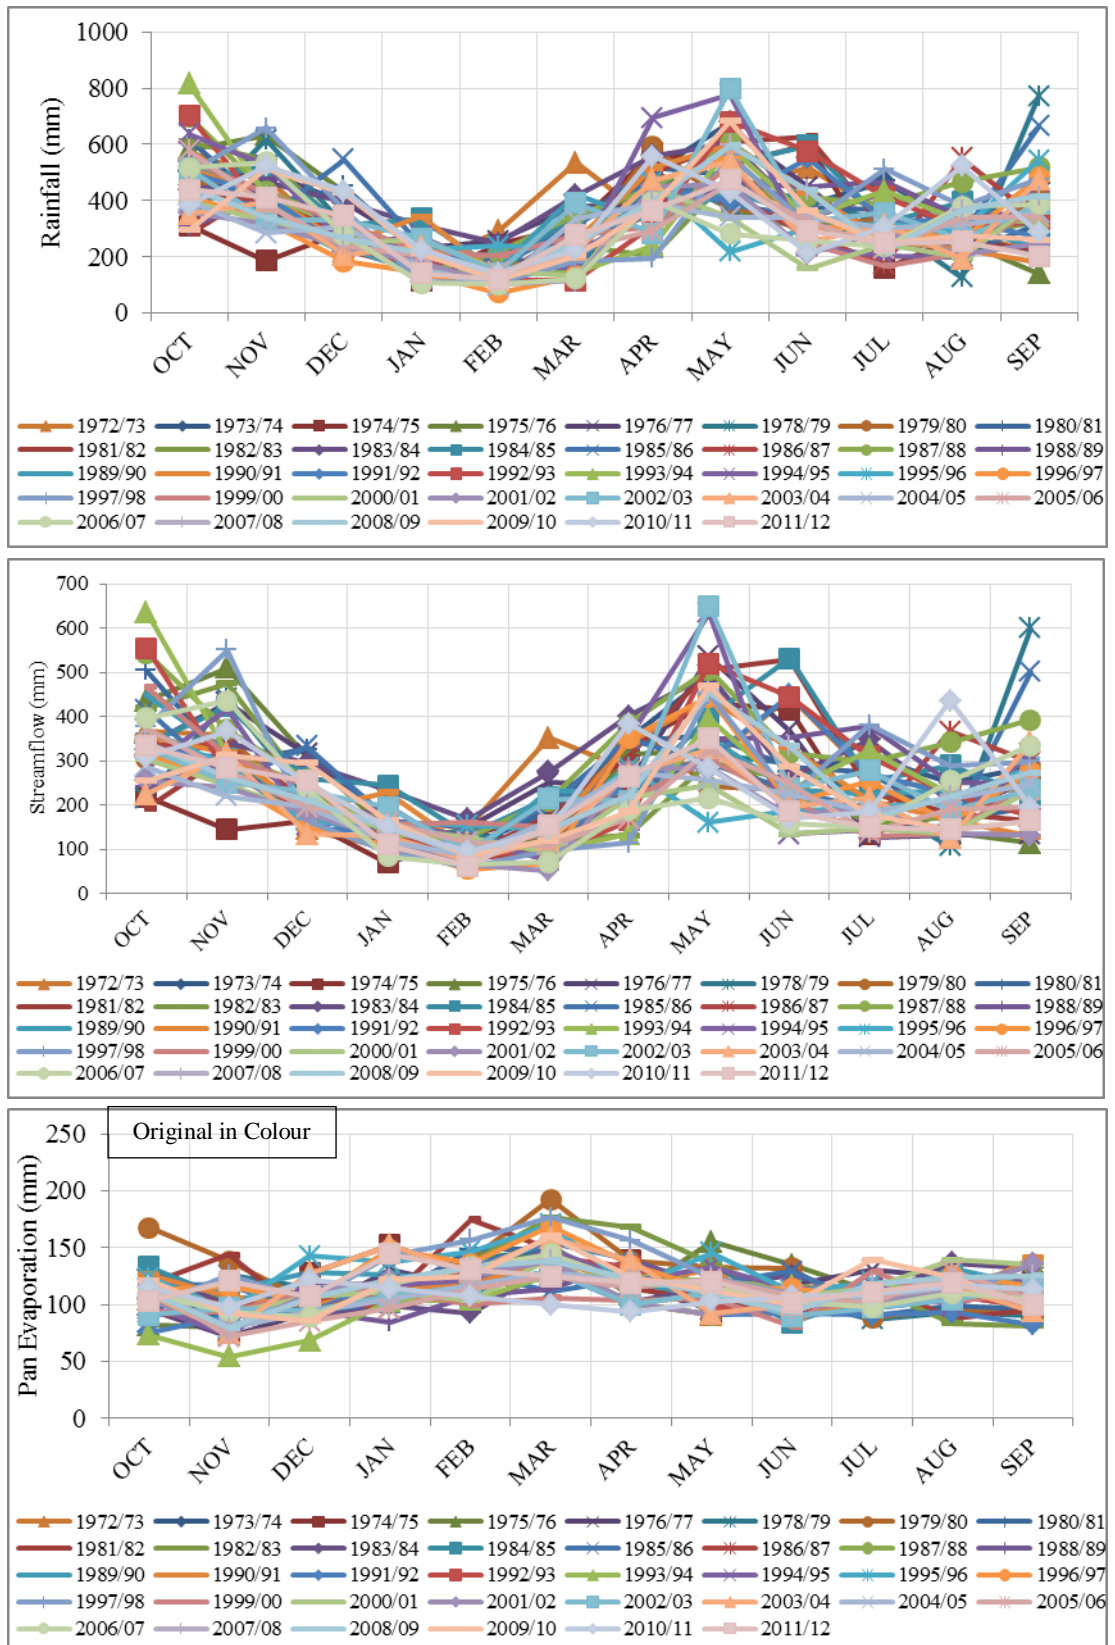 1000
800
600
400
200
0
Rainfall (mm)
OCT NOV DEC JAN FEB MAR APR MAY JUN JUL AUG SEP
1972/73 1973/74 1974/75 1975/76 1976/77 1978/79 1979/80 1980/81
1981/82 1982/83 1983/84 1984/85 1985/86 1986/87 1987/88 1988/89
1989/90 1990/91 1991/92 1992/93 1993/94 1994/95 1995/96 1996/97
1997/98 1999/00 2000/01 2001/02 2002/03 2003/04 2004/05 2005/06
2006/07 2007/08 2008/09 2009/10 2010/11 2011/12
700
600
500
400
300
200
100
0
Streamflow (mm)
OCT NOV DEC JAN FEB MAR APR MAY JUN JUL AUG SEP
1972/73 1973/74 1974/75 1975/76 1976/77 1978/79 1979/80 1980/81
1981/82 1982/83 1983/84 1984/85 1985/86 1986/87 1987/88 1988/89
1989/90 1990/91 1991/92 1992/93 1993/94 1994/95 1995/96 1996/97
1997/98 1999/00 2000/01 2001/02 2002/03 2003/04 2004/05 2005/06
2006/07 2007/08 2008/09 2009/10 2010/11 2011/12
Original in Colour
250
200
150
100
50
0
Pan Evaporation (mm)
OCT NOV DEC JAN FEB MAR APR MAY JUN JUL AUG SEP
1972/73 1973/74 1974/75 1975/76 1976/77 1978/79 1979/80 1980/81
1981/82 1982/83 1983/84 1984/85 1985/86 1986/87 1987/88 1988/89
1989/90 1990/91 1991/92 1992/93 1993/94 1994/95 1995/96 1996/97
1997/98 1999/00 2000/01 2001/02 2002/03 2003/04 2004/05 2005/06
2006/07 2007/08 2008/09 2009/10 2010/11 2011/12